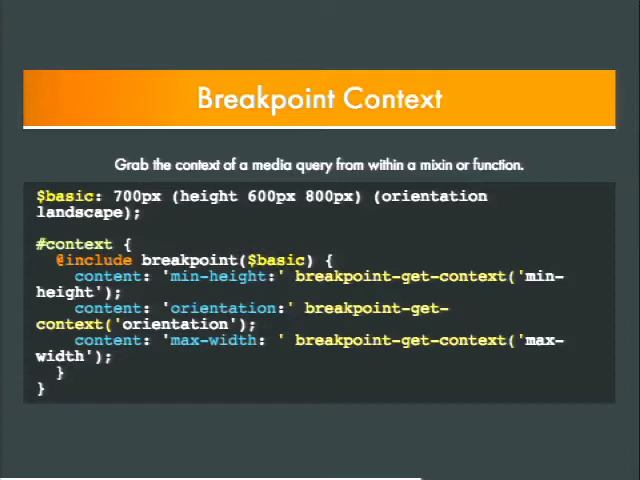 Breakpoint Context
Grab the context of a media query from within a mixin or function.
$basic: 700px (height 600px 800px) (orientation
landscape);
#context {
@include breakpoint($basic) {
content: 'min-height:' breakpoint-get-context('min-
height');
content: 'orientation:' breakpoint-get-
context('orientation');
content: 'max-width: ' breakpoint-get-context('max-
width');
}
}